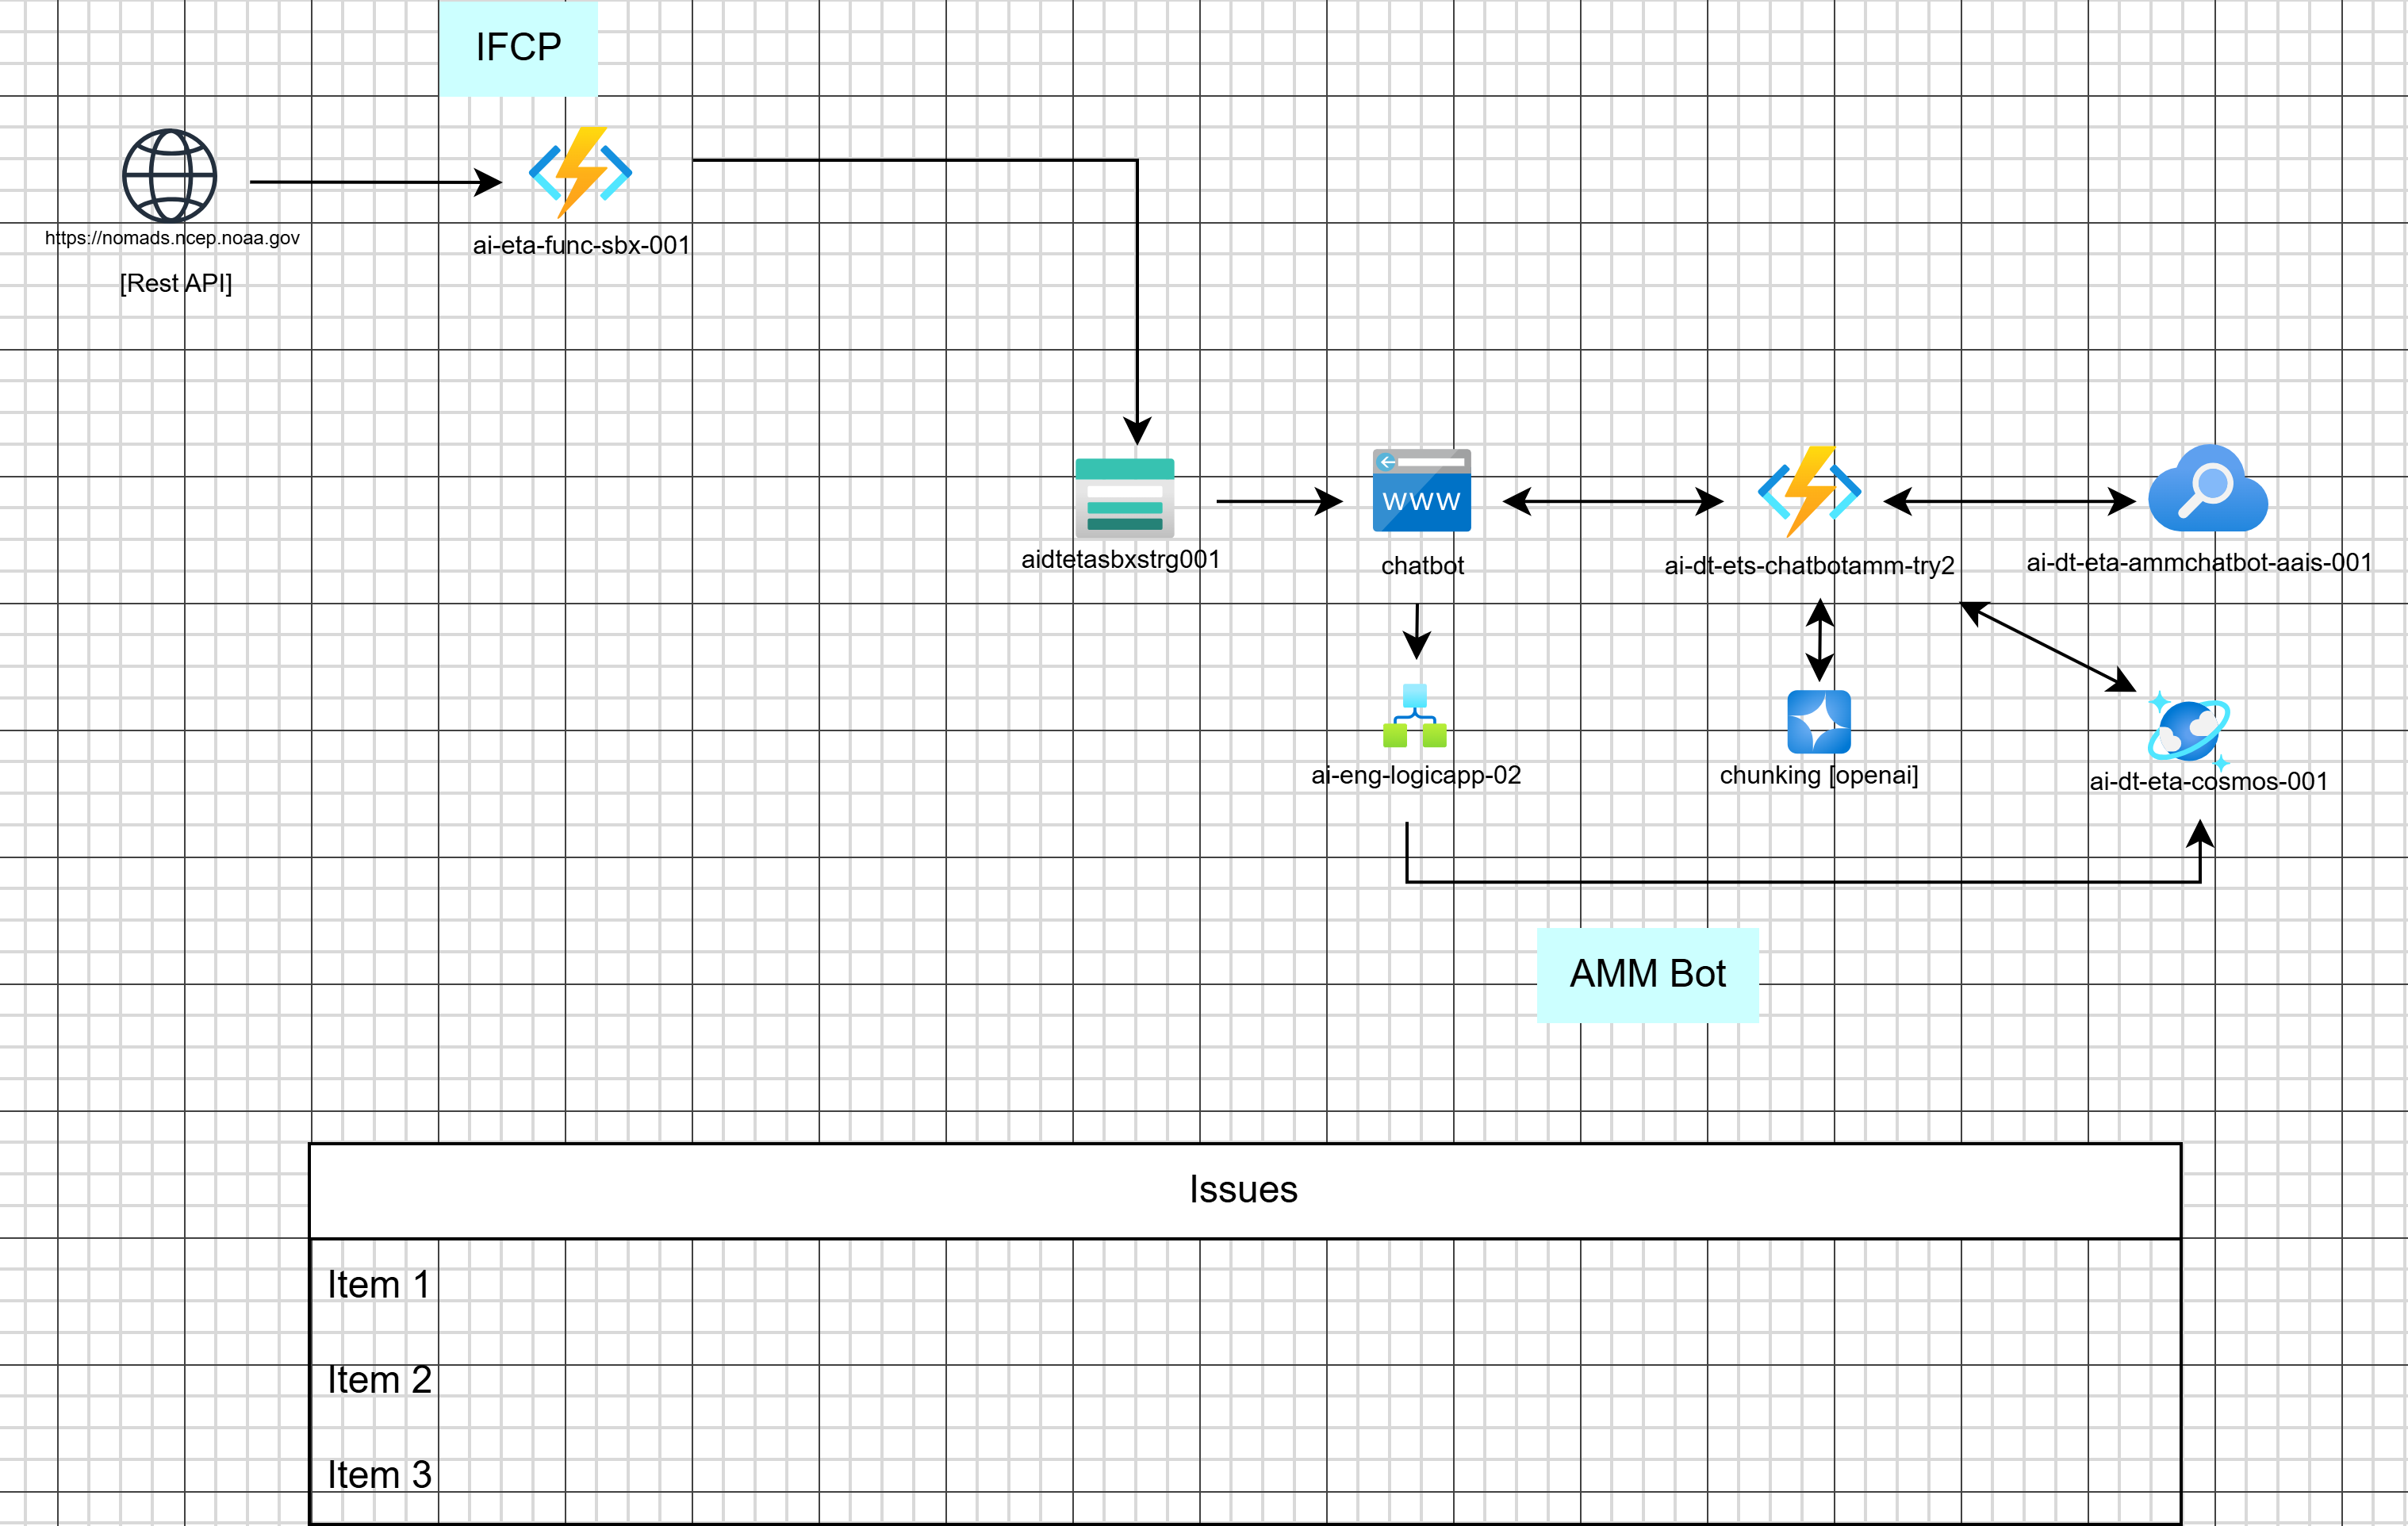 IFCP
https://nomads.ncep.noaa.gov
[Rest API]
ai-eta-func-sbx-001
aidtetasbxstrg001
WWW
chatbot
ai-dt-ets-chatbotamm-try2
ai-dt-eta-ammchatbot-aais-001
ai-eng-logicapp-02
chunking [openai]
ai-dt-eta-cosmos-001
AMM Bot
Issues
Item 1
Item 2
Item 3